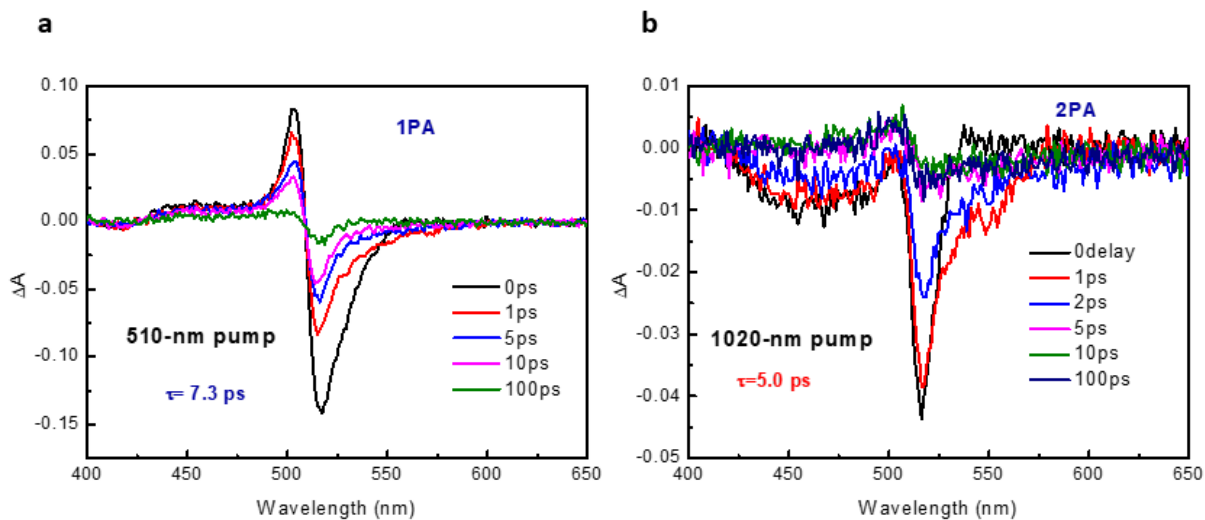 a
0.10
0.05
0.00
-0.05
-0.10
-0.15
ΔA
1PA
510-nm pump
τ= 7.3 ps
0ps
1ps
5ps
10ps
100ps
400 450 500 550 600 650
Wavelength (nm)
b
0.01
0.00
-0.01
-0.02
-0.03
-0.04
-0.05
ΔA
2PA
1020-nm pump
τ=5.0 ps
0delay
1ps
2ps
5ps
10ps
100ps
400 450 500 550 600 650
Wavelength (nm)